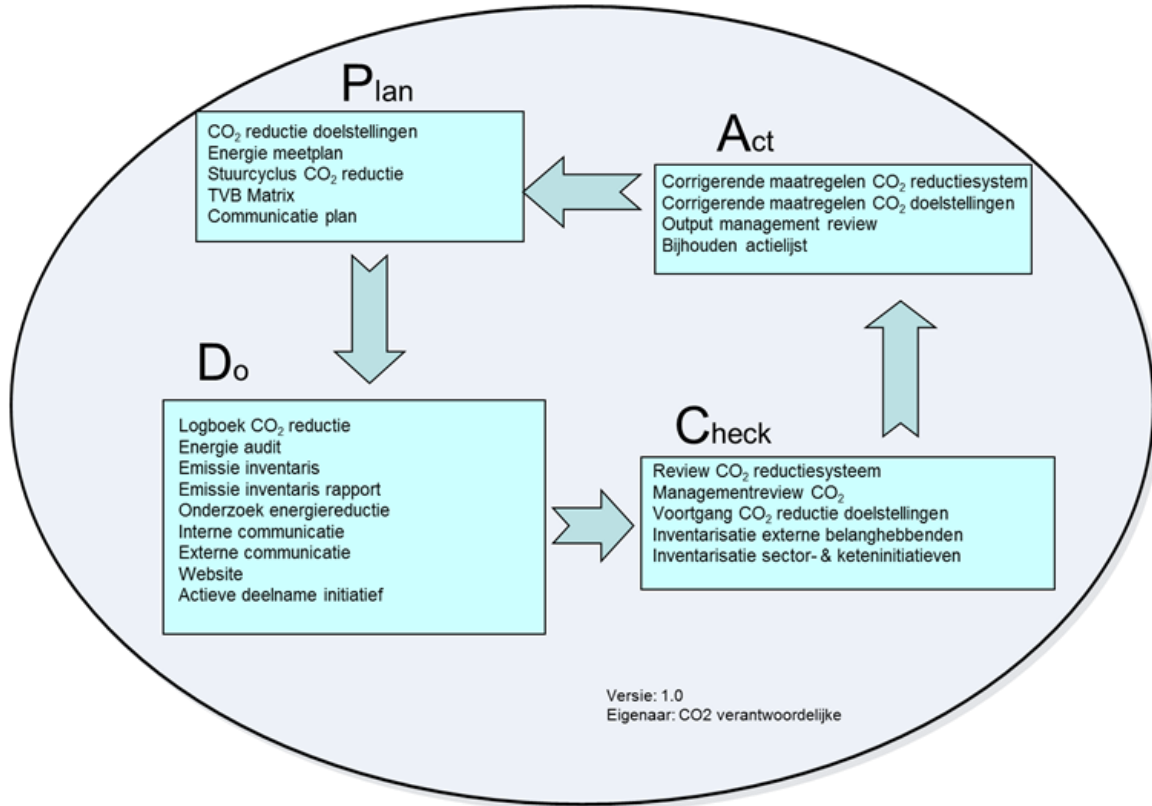 Plan
CO₂ reductie doelstellingen
Energie meetplan
Stuurcyclus CO₂ reductie
TVB Matrix
Communicatie plan
Act
Corrigerende maatregelen CO₂ reductiesystem
Corrigerende maatregelen CO₂ doelstellingen
Output management review
Bijhouden actielijst
Do
Logboek CO₂ reductie
Energie audit
Emissie inventaris
Emissie inventaris rapport
Onderzoek energiereductie
Interne communicatie
Externe communicatie
Website
Actieve deelname initiatief
Check
Review CO₂ reductiesysteem
Managementreview CO₂
Voortgang CO₂ reductie doelstellingen
Inventarisatie externe belanghebbenden
Inventarisatie sector- & keteninitiatieven
Versie: 1.0
Eigenaar: CO2 verantwoordelijke